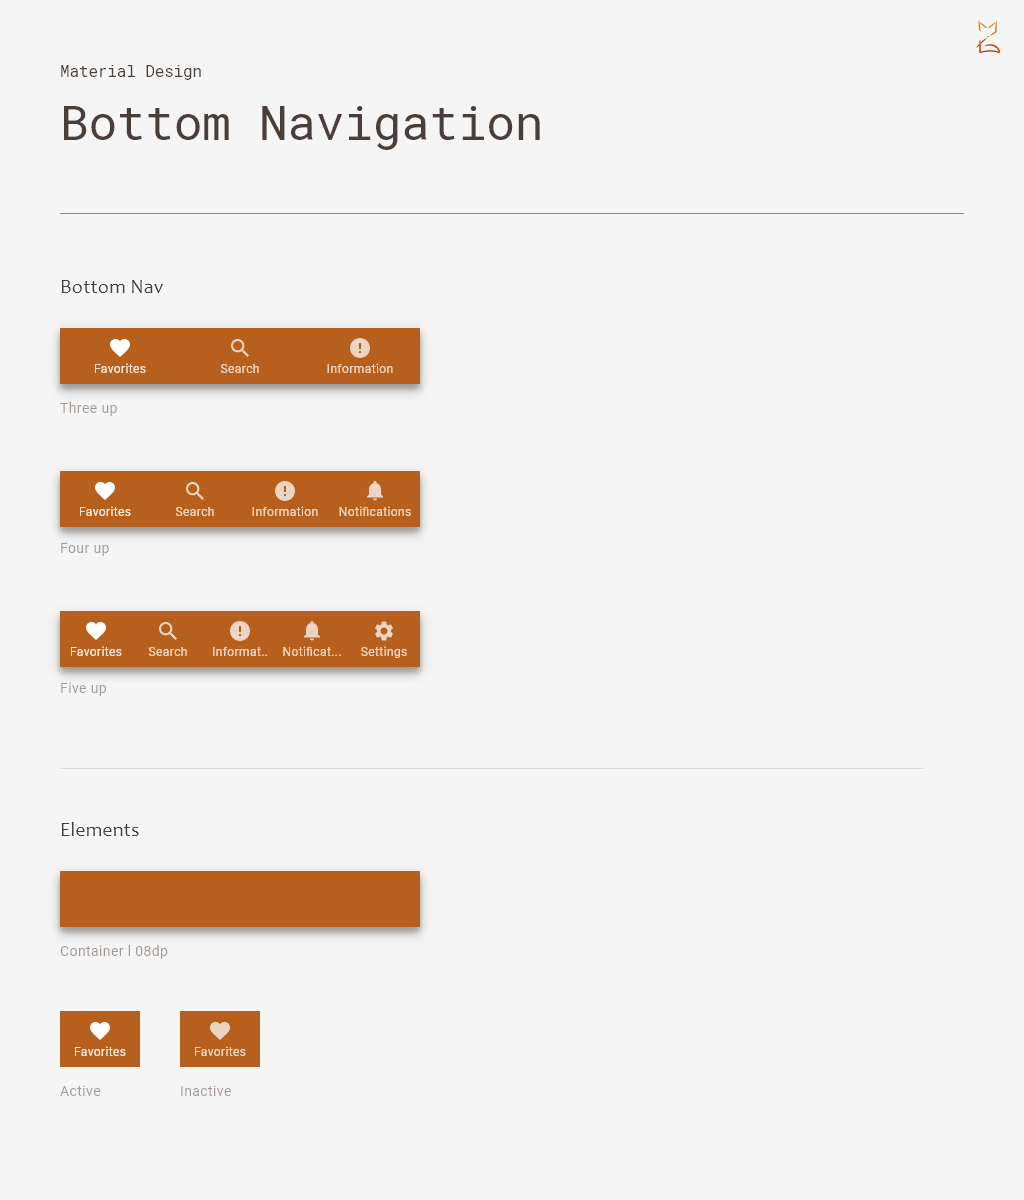 Material Design
Bottom Navigation
Bottom Nav
Favorites Search Information
Three up
Favorites Search Information Notifications
Four up
Favorites Search Informat.. Notificat... Settings
Five up
Elements
Container l 08dp
Favorites Favorites
Active Inactive